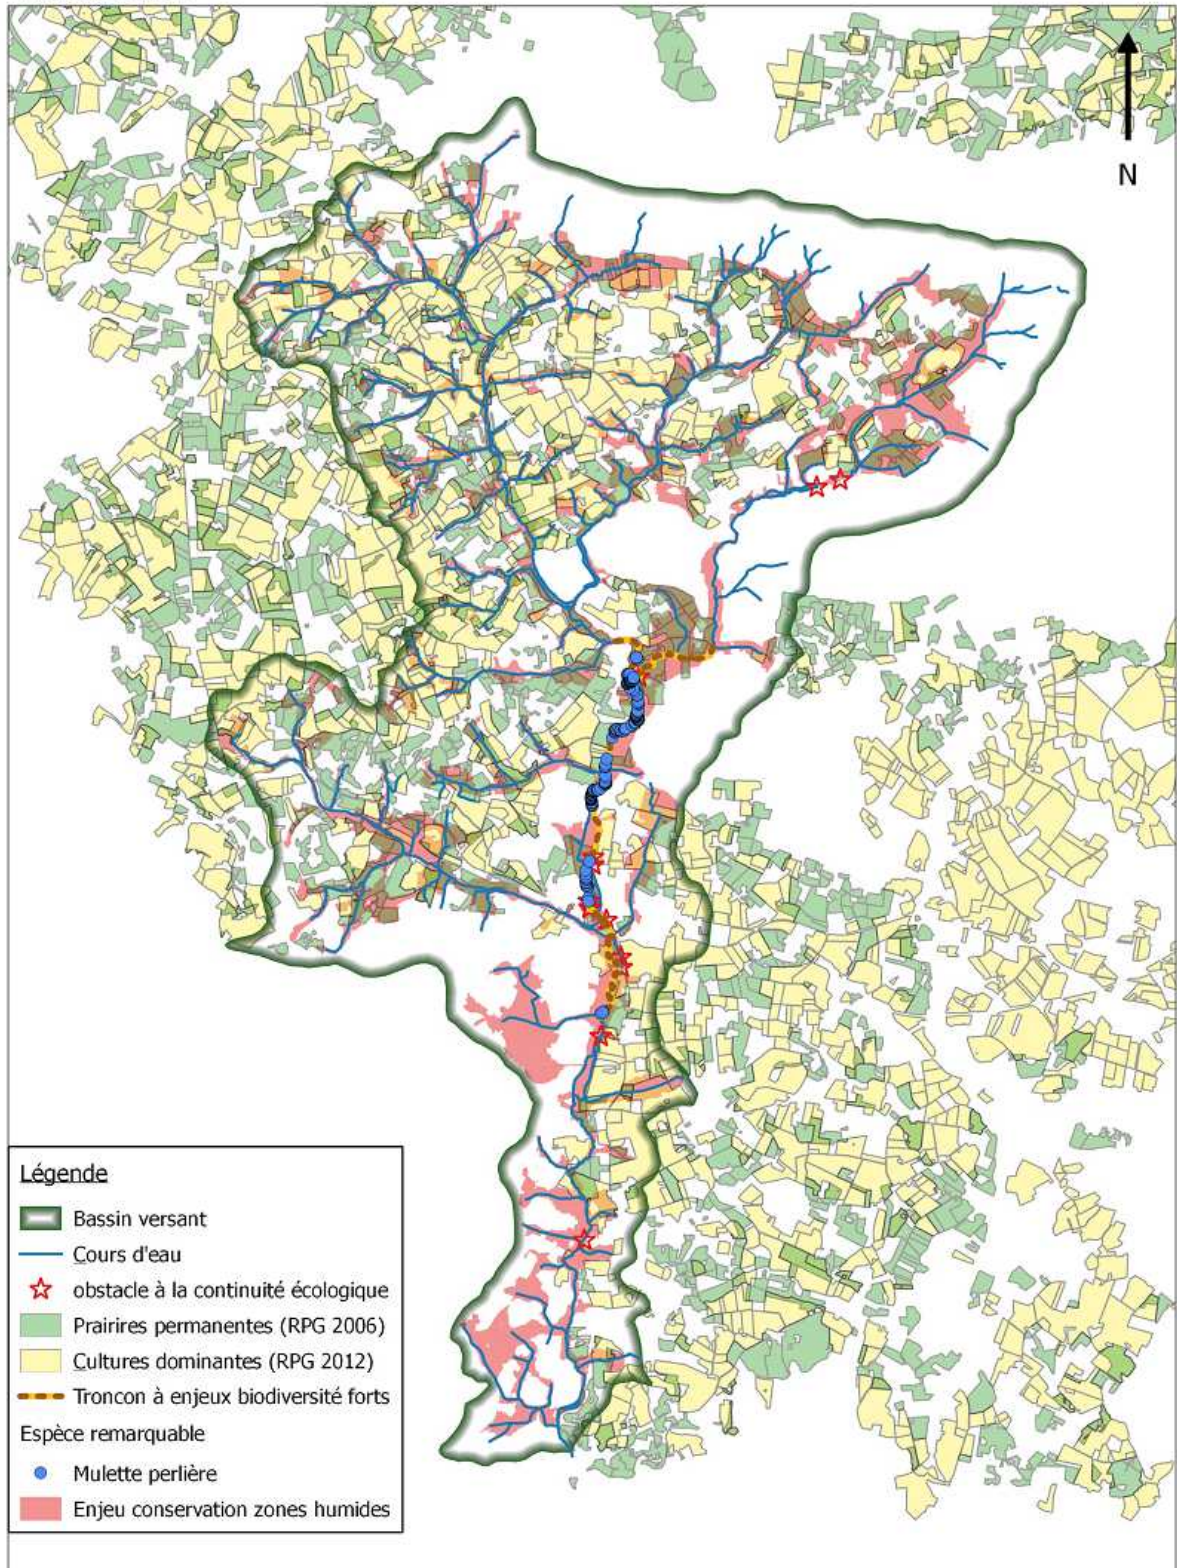 N
Légende
Bassin versant
Cours d'eau
obstacle à la continuité écologique
Prairires permanentes (RPG 2006)
Cultures dominantes (RPG 2012)
Troncon à enjeux biodiversité forts
Espèce remarquable
Mulette perlière
Enjeu conservation zones humides